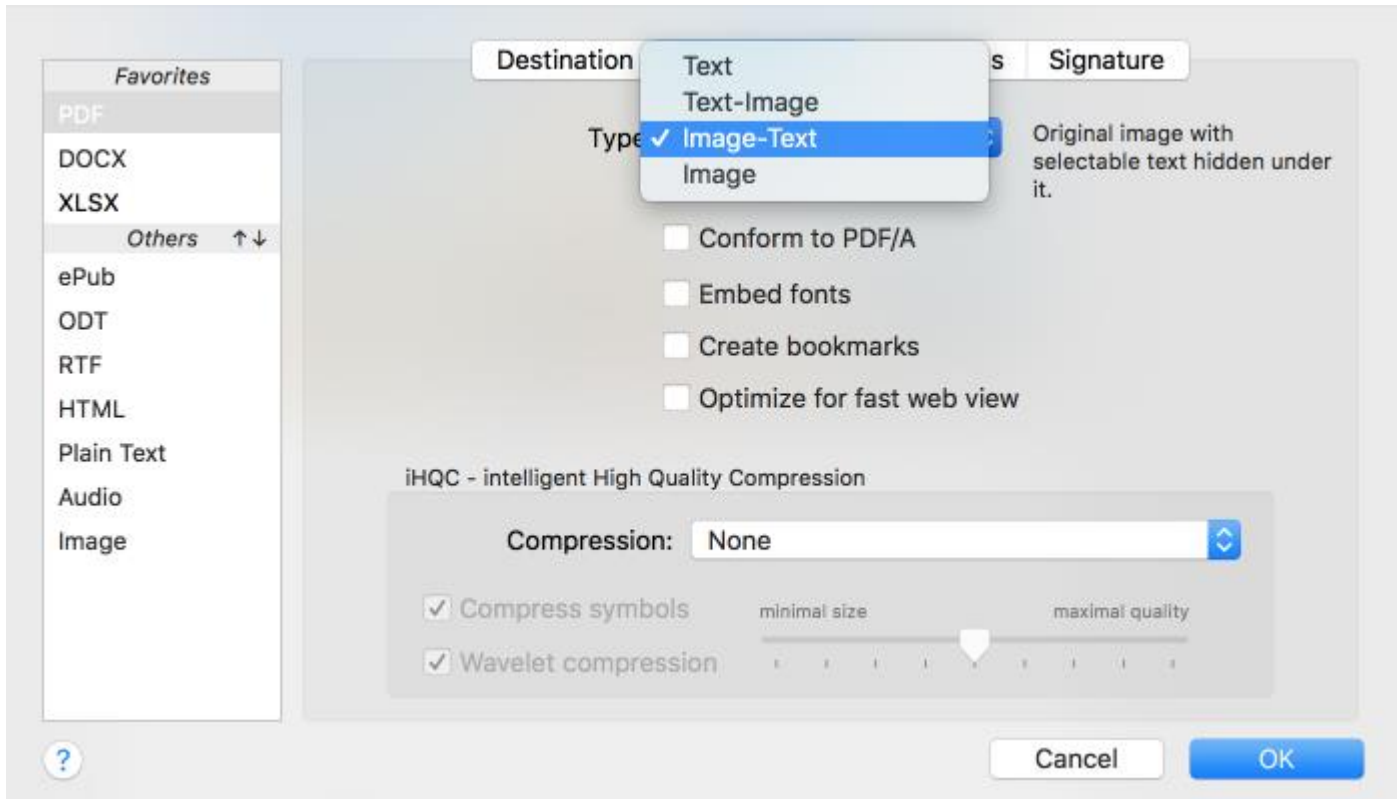 Destination
s
Signature
Favorites
PDF
DOCX
XLSX
Others ↑↓
ePub
ODT
RTF
HTML
Plain Text
Audio
Image
Text
Text-Image
Type ✓ Image-Text
Image
Original image with
selectable text hidden under
it.
Conform to PDF/A
Embed fonts
Create bookmarks
Optimize for fast web view
iHQC - intelligent High Quality Compression
Compression: None
Compress symbols
minimal size
maximal quality
Wavelet compression
?
Cancel
OK